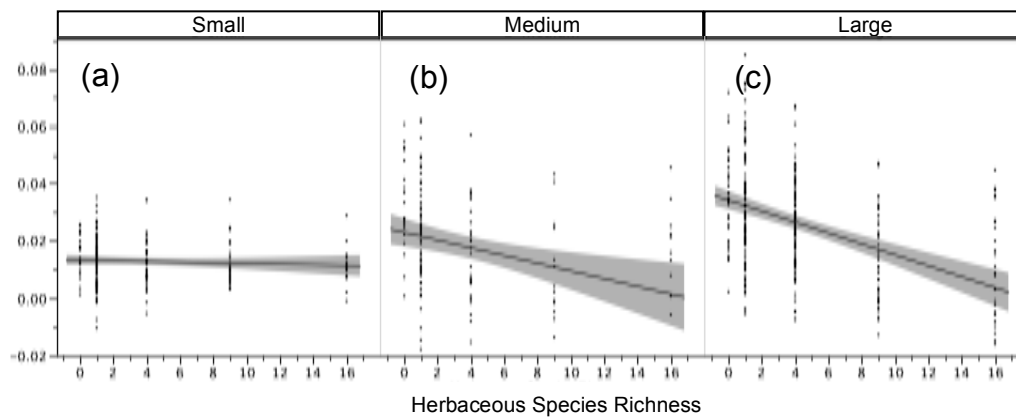 Small Medium Large
(a) (b) (c)
0.08
0.06
0.04
0.02
0.00
-0.02
0 2 4 6 8 10 12 14 16 0 2 4 6 8 10 12 14 16 0 2 4 6 8 10 12 14 16
Herbaceous Species Richness